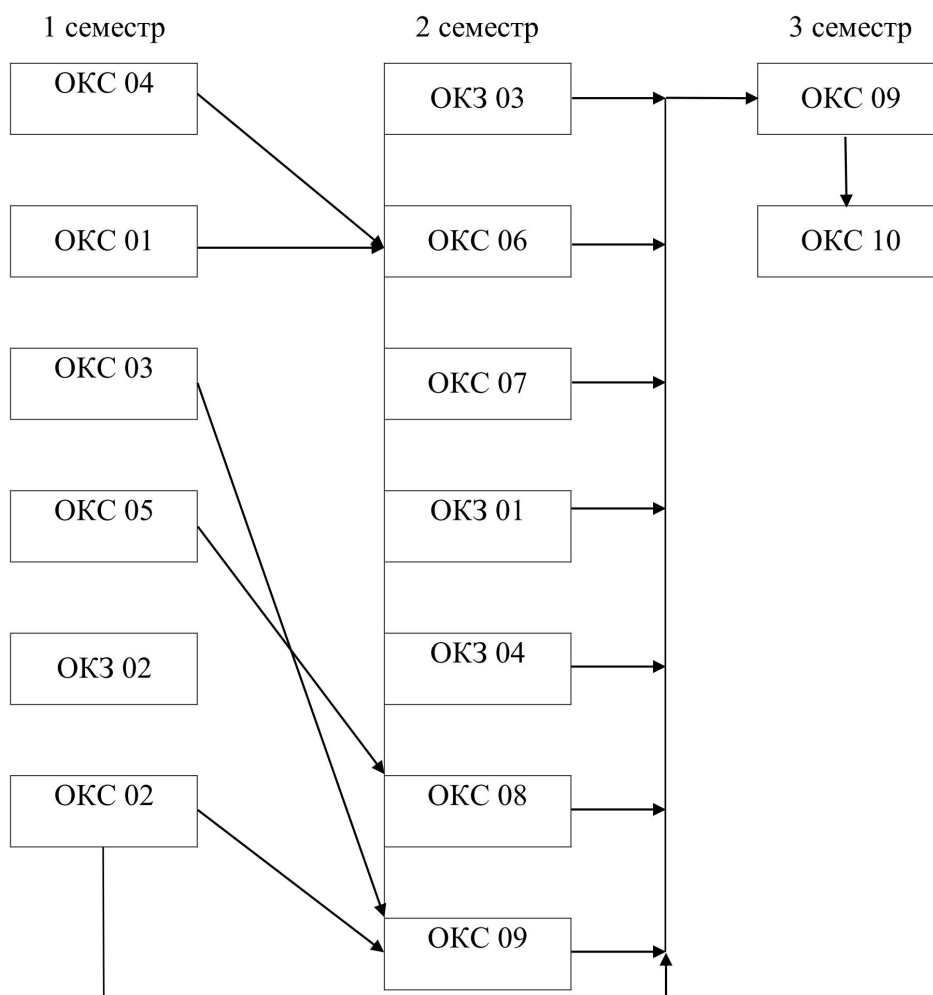 1 семестр 2 семестр 3 семестр
ОКС 04 ОКЗ 03 ОКС 09
ОКС 01 ОКС 06 ОКС 10
ОКС 03 ОКС 07
ОКС 05 ОКЗ 01
ОКЗ 02 ОКЗ 04
ОКС 02 ОКС 08
ОКС 09